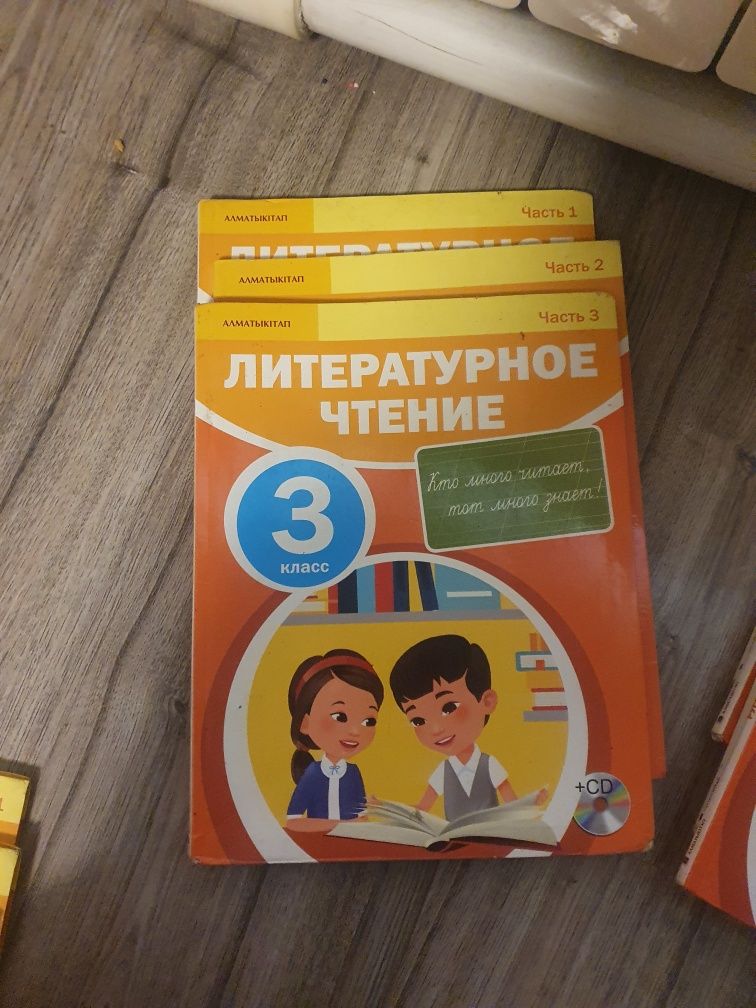 АЛМАТЫКІТАП
Часть 1
ЛИТЕРАТУРНОЕ
АЛМАТЫКІТАП
Часть 2
АЛМАТЫКІТАП
Часть 3
ЛИТЕРАТУРНОЕ
ЧТЕНИЕ
Кто много читает,
тот много знает!
3
класс
+CD